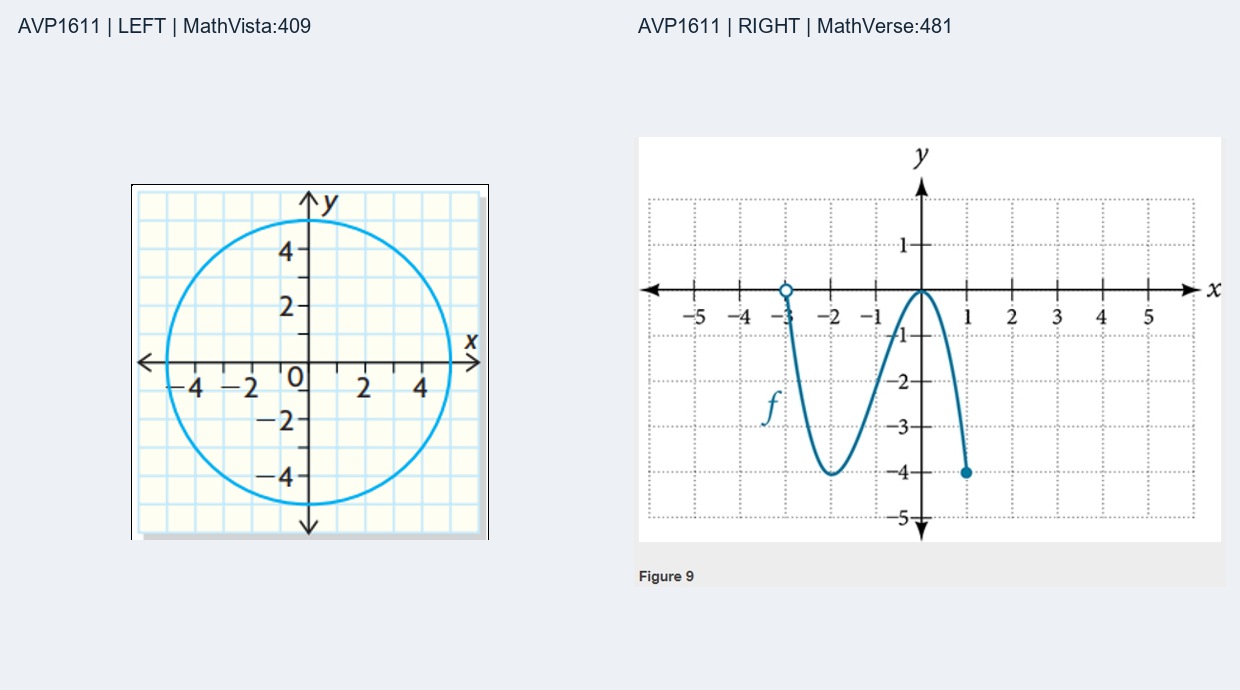 AVP1611 | LEFT | MathVista:409
y
4
2
x
−4 −2 0 2 4
−2
−4
AVP1611 | RIGHT | MathVerse:481
y
1
x
−5 −4 −3 −2 −1 1 2 3 4 5
−1
−2
f
−3
−4
−5
Figure 9